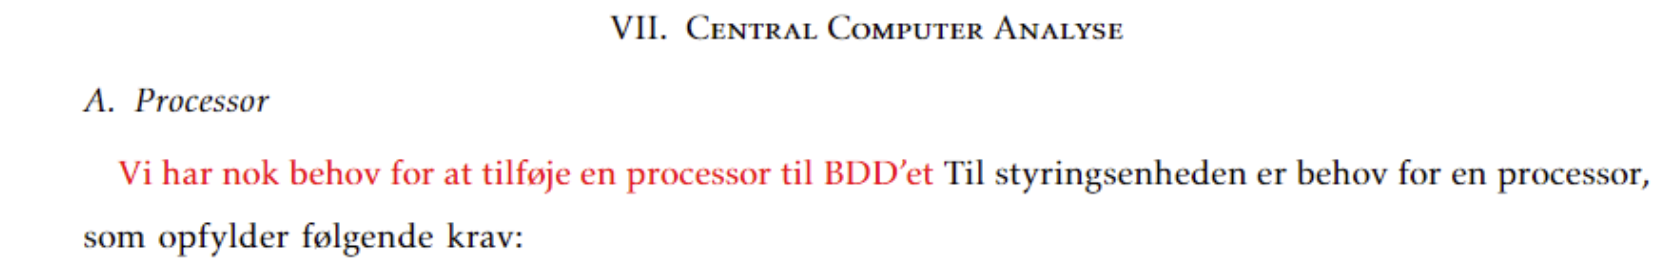 VII. Central Computer Analyse
A. Processor
Vi har nok behov for at tilføje en processor til BDD'et Til styringsenheden er behov for en processor,
som opfylder følgende krav: